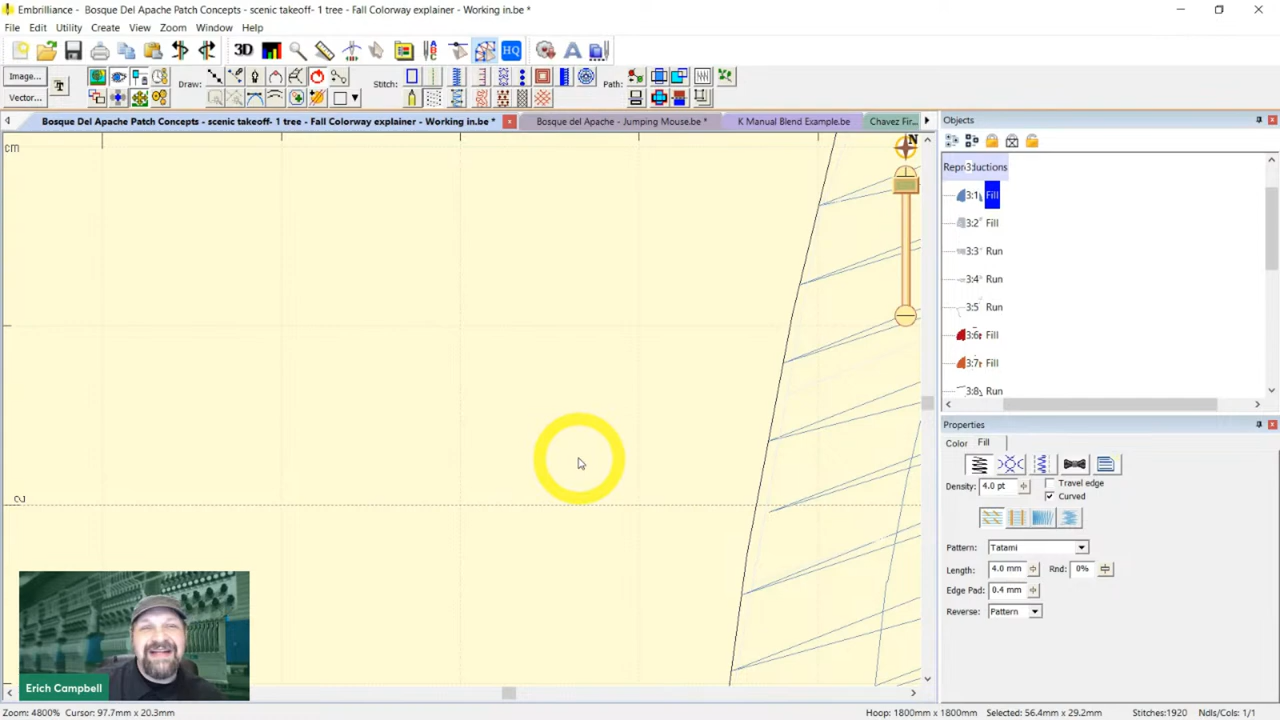 Embrilliance - Bosque Del Apache Patch Concepts - scenic takeoff- 1 tree - Fall Colorway explainer - Working in.be *
File Edit Utility Create View Zoom Window Help
3D HQ A
Image... Draw: Stitch: Path:
Vector...
Bosque Del Apache Patch Concepts - scenic takeoff- 1 tree - Fall Colorway explainer - Working in.be *
Bosque del Apache - Jumping Mouse.be *
K Manual Blend Example.be
Chavez Fir...
Objects
cm
N
3:1 Fill
3:2 Fill
3:3 Run
3:4 Run
3:5 Run
3:6 Fill
3:7 Fill
3:8 Run
Properties
Color Fill
Density: 4.0 pt
Travel edge
Curved
2
Pattern: Tatami
Length: 4.0 mm Rnd: 0%
Edge Pad: 0.4 mm
Reverse: Pattern
Erich Campbell
Zoom: 4800% Cursor: 97.7mm x 20.3mm
Hoop: 1800mm x 1800mm Selected: 56.4mm x 29.2mm Stitches:1920 Ndls/Cols: 1/1